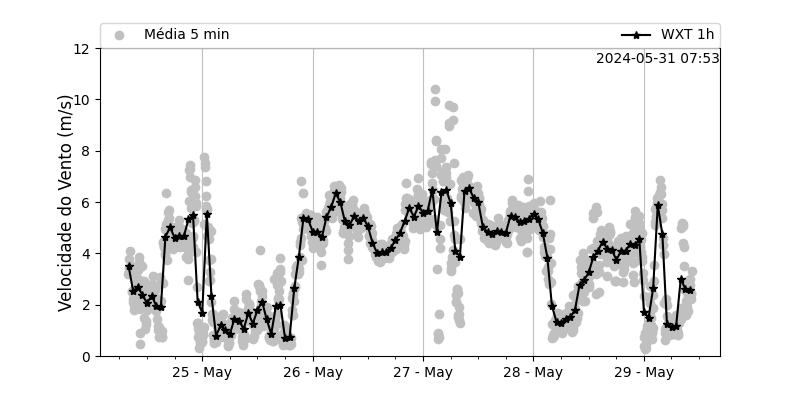 Média 5 min
WXT 1h
2024-05-31 07:53
Velocidade do Vento (m/s)
12
10
8
6
4
2
0
25 - May
26 - May
27 - May
28 - May
29 - May